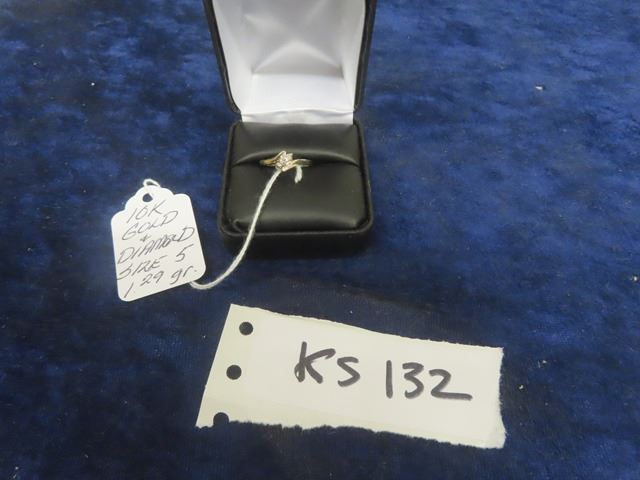 10K
GOLD
+
DIAMOND
SIZE 5
1.29 gr.
KS 132